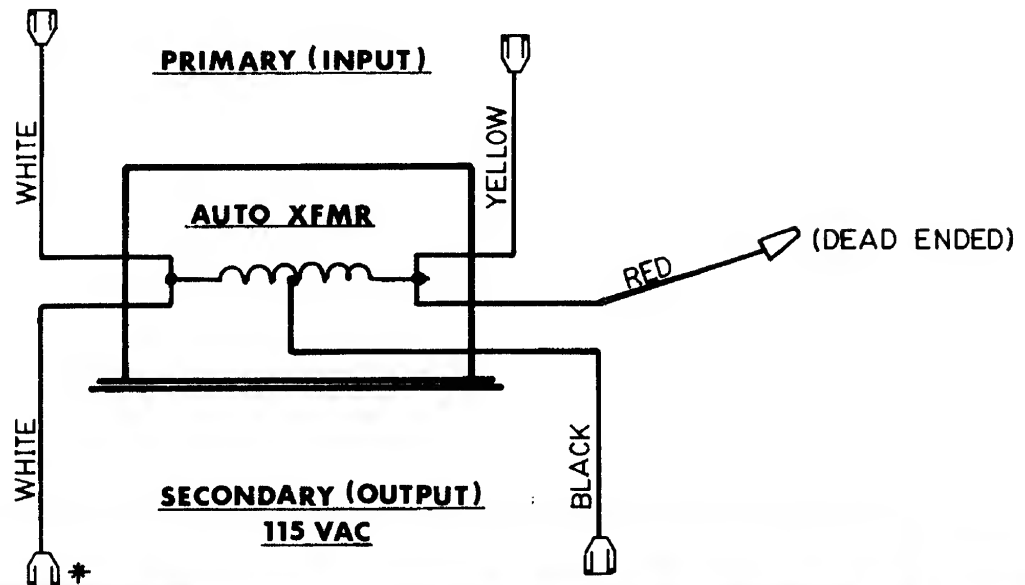 PRIMARY (INPUT)
WHITE
YELLOW
AUTO XFMR
RED
(DEAD ENDED)
WHITE
BLACK
SECONDARY (OUTPUT)
115 VAC
*